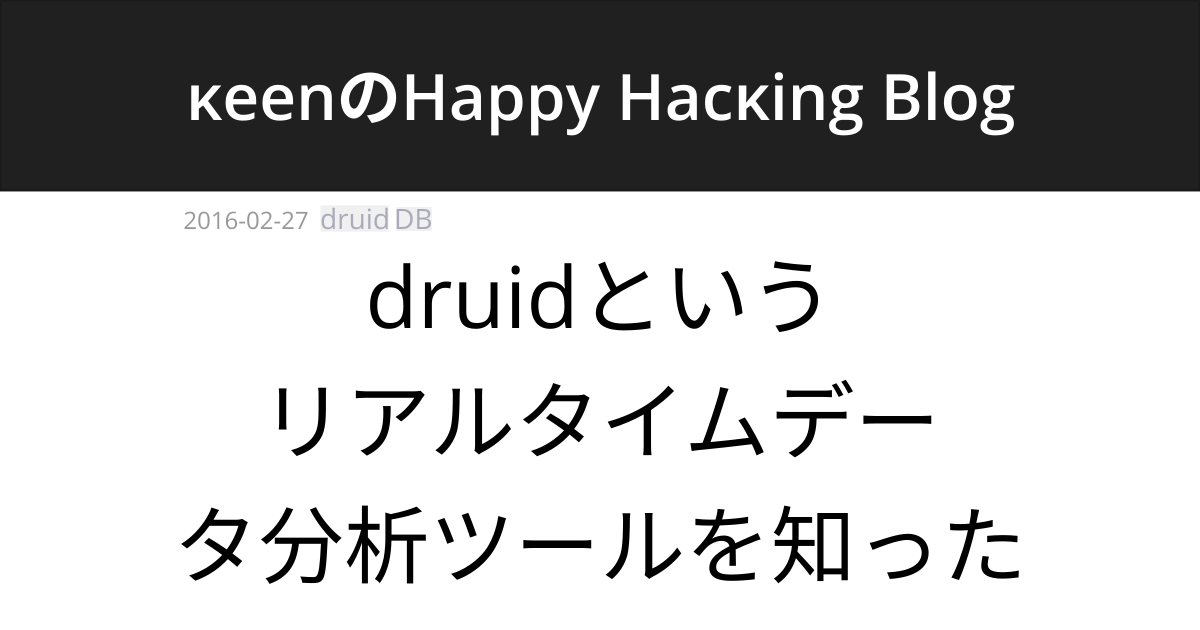 κeenのHappy Hacκing Blog
2016-02-27 druid DB
druidという
リアルタイムデー
タ分析ツールを知った